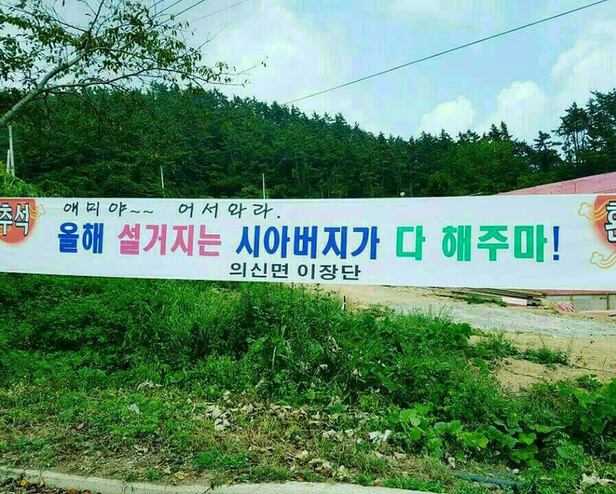 추석
애미야~~ 어서와라.
올해 설거지는 시아버지가 다 해주마!
의신면 이장단